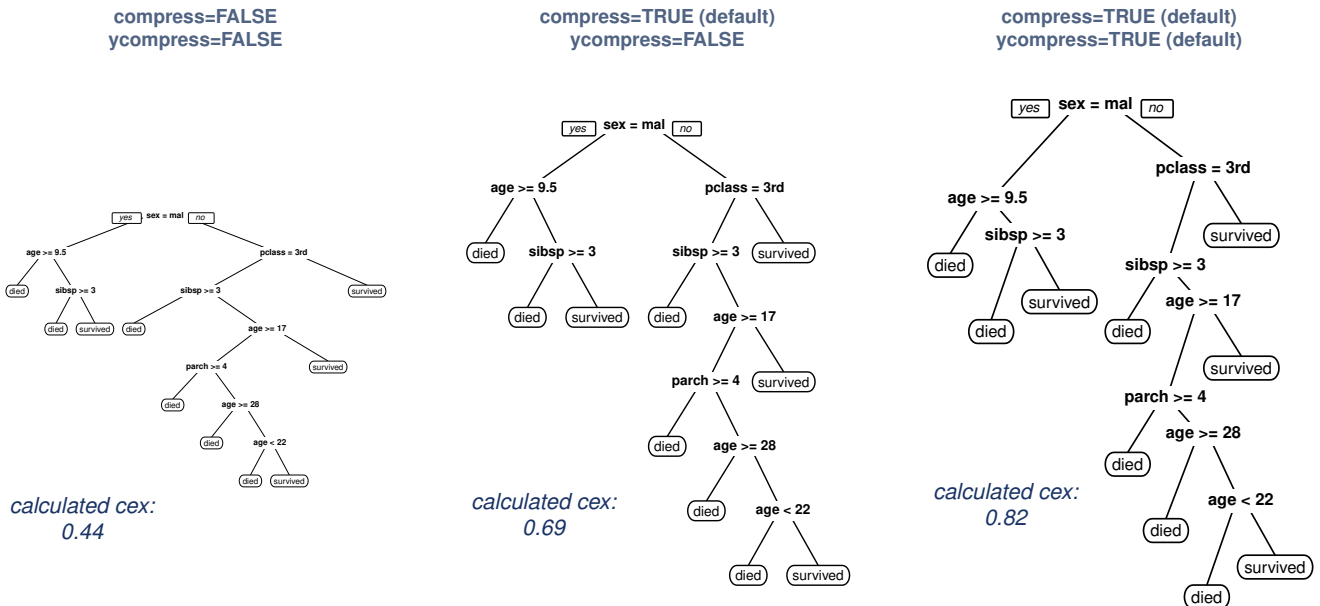 compress=FALSE
ycompress=FALSE
yes sex = mal no
age >= 9.5 pclass = 3rd
died sibsp >= 3 sibsp >= 3 survived
died survived died age >= 17
parch >= 4 survived
died age >= 28
died age < 22
died survived
calculated cex:
0.44
compress=TRUE (default)
ycompress=FALSE
yes sex = mal no
age >= 9.5 pclass = 3rd
died sibsp >= 3 sibsp >= 3 survived
died survived died age >= 17
parch >= 4 survived
died age >= 28
died age < 22
died survived
calculated cex:
0.69
compress=TRUE (default)
ycompress=TRUE (default)
yes sex = mal no
pclass = 3rd
age >= 9.5
sibsp >= 3 survived
died sibsp >= 3
survived age >= 17
died died
survived
parch >= 4
age >= 28
died
age < 22
died
survived
died
calculated cex:
0.82